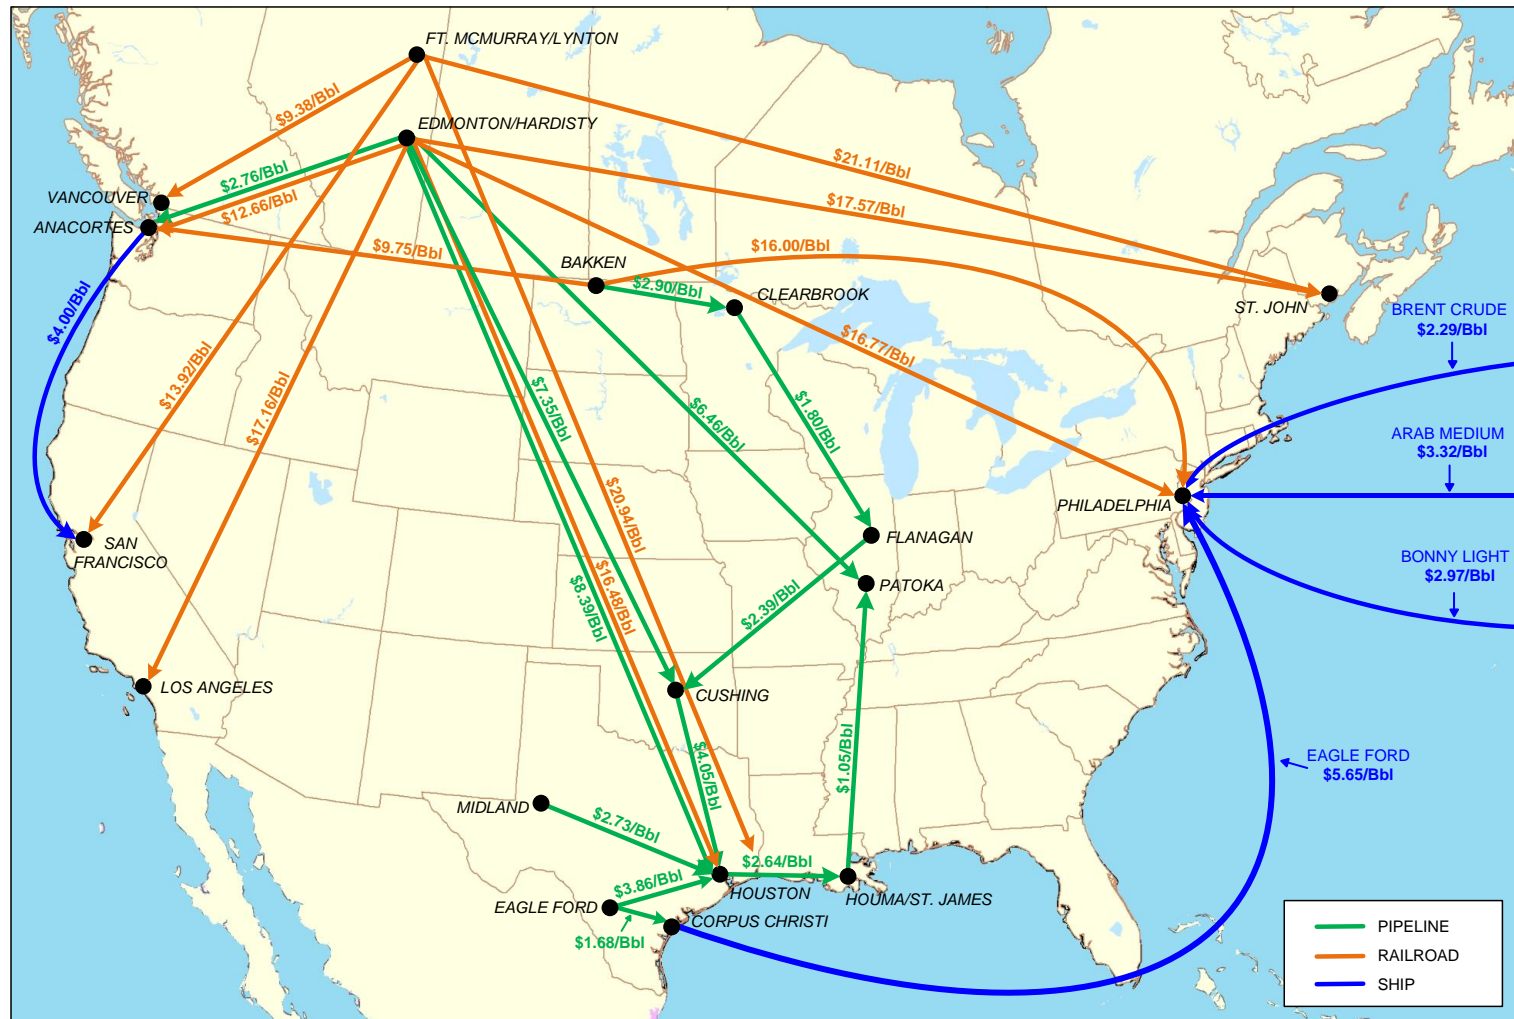 FT. MCMURRAY/LYNTON
$9.38/Bbl
EDMONTON/HARDISTY
$21.11/Bbl
$2.76/Bbl
VANCOUVER
$12.66/Bbl
$17.57/Bbl
ANACORTES
$9.75/Bbl
$16.00/Bbl
BAKKEN
$2.90/Bbl
CLEARBROOK
ST. JOHN
BRENT CRUDE
$2.29/Bbl
$4.00/Bbl
$16.77/Bbl
$13.92/Bbl
$17.16/Bbl
$7.35/Bbl
$6.46/Bbl
$1.80/Bbl
ARAB MEDIUM
$3.32/Bbl
PHILADELPHIA
$20.94/Bbl
SAN
FRANCISCO
FLANAGAN
BONNY LIGHT
$2.97/Bbl
PATOKA
$8.39/Bbl
$16.48/Bbl
$2.39/Bbl
LOS ANGELES
CUSHING
$4.05/Bbl
$1.05/Bbl
EAGLE FORD
$5.65/Bbl
MIDLAND
$2.73/Bbl
$2.64/Bbl
$3.86/Bbl
HOUSTON
HOUMA/ST. JAMES
EAGLE FORD
CORPUS CHRISTI
$1.68/Bbl
PIPELINE
RAILROAD
SHIP